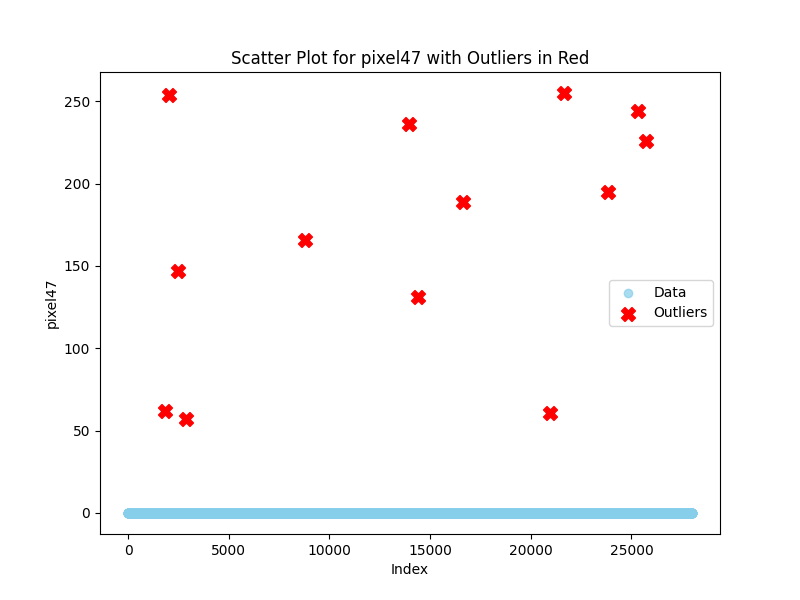 Scatter Plot for pixel47 with Outliers in Red
250
200
150
100
50
0
pixel47
Data
Outliers
0 5000 10000 15000 20000 25000
Index